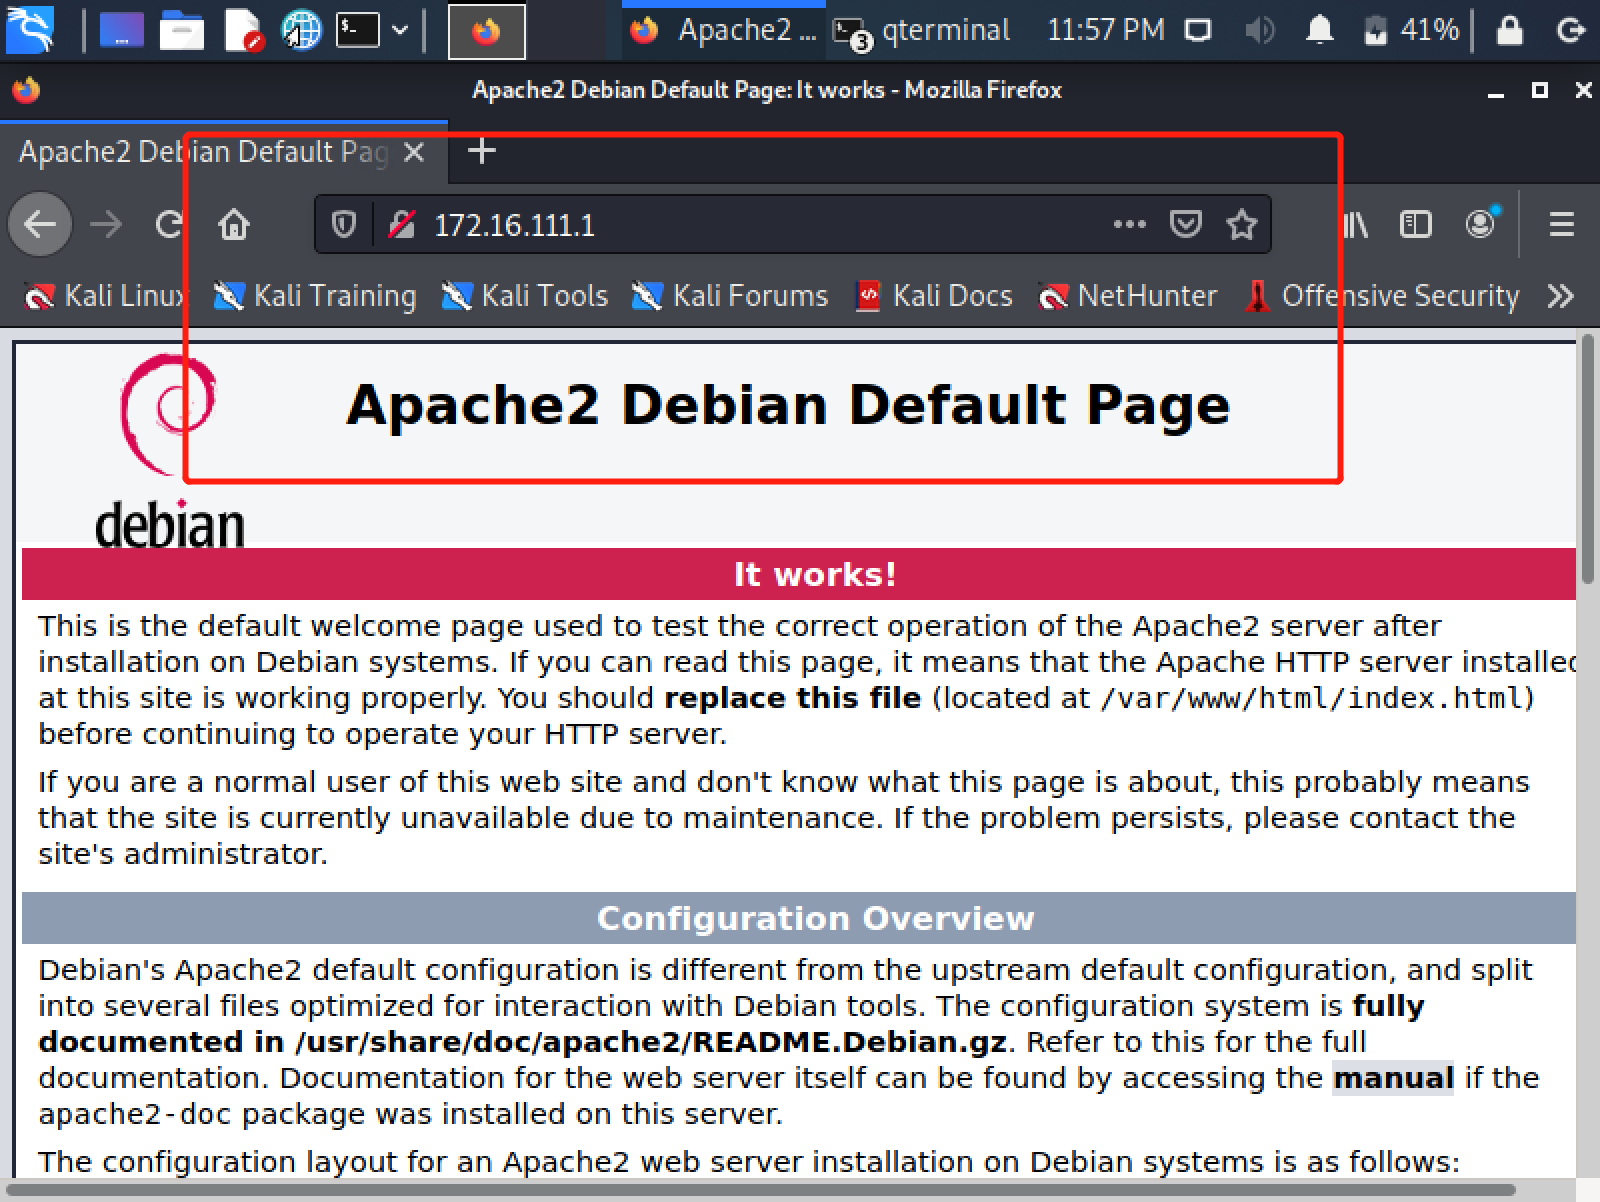 Apache2 ...
3
qterminal
11:57 PM
41%
Apache2 Debian Default Page: It works - Mozilla Firefox
Apache2 Debian Default Pag
172.16.111.1
Kali Linux
Kali Training
Kali Tools
Kali Forums
Kali Docs
NetHunter
Offensive Security
Apache2 Debian Default Page
debian
It works!
This is the default welcome page used to test the correct operation of the Apache2 server after
installation on Debian systems. If you can read this page, it means that the Apache HTTP server installed
at this site is working properly. You should replace this file (located at /var/www/html/index.html)
before continuing to operate your HTTP server.
If you are a normal user of this web site and don't know what this page is about, this probably means
that the site is currently unavailable due to maintenance. If the problem persists, please contact the
site's administrator.
Configuration Overview
Debian's Apache2 default configuration is different from the upstream default configuration, and split
into several files optimized for interaction with Debian tools. The configuration system is fully
documented in /usr/share/doc/apache2/README.Debian.gz. Refer to this for the full
documentation. Documentation for the web server itself can be found by accessing the manual if the
apache2-doc package was installed on this server.
The configuration layout for an Apache2 web server installation on Debian systems is as follows: